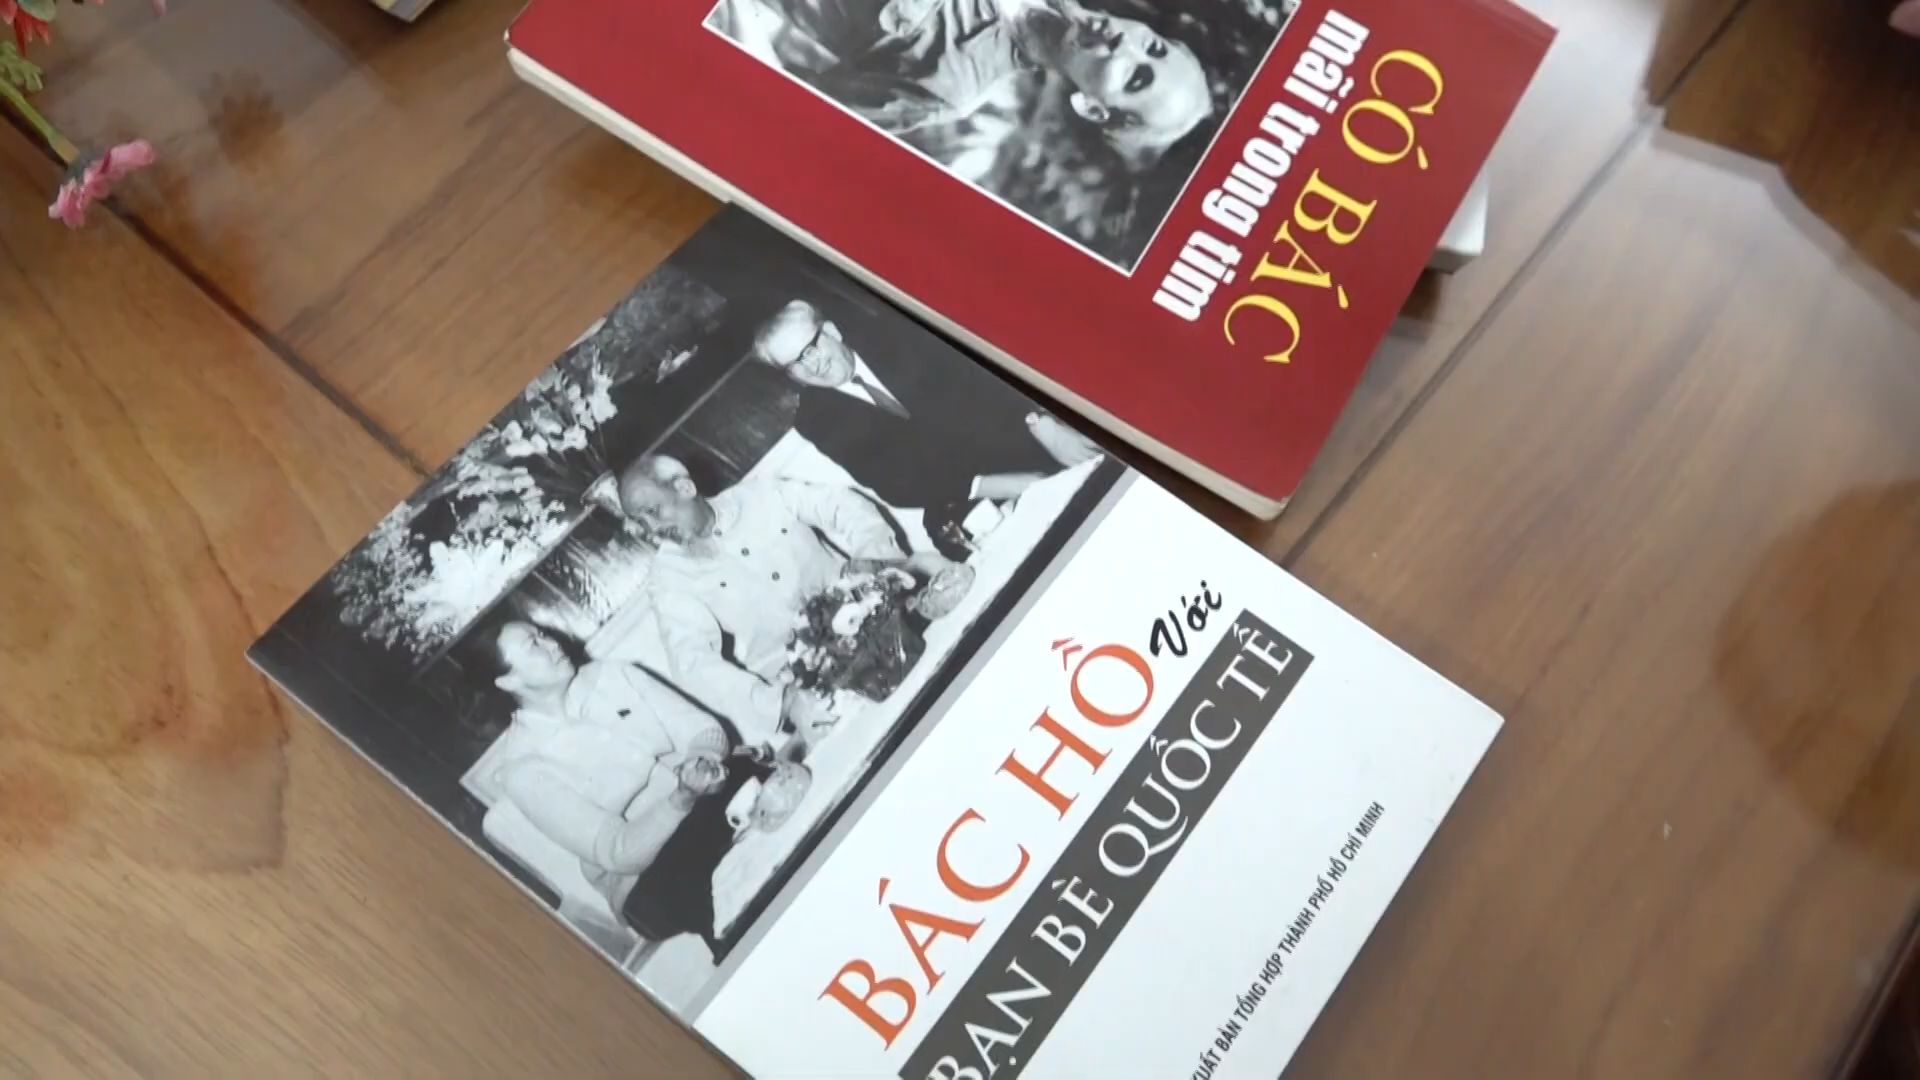 CÓ BÁC
mãi trong tim
BÁC HỒ Với
BẠN BÈ QUỐC TẾ
XUẤT BẢN TỔNG HỢP THÀNH PHỐ HỒ CHÍ MINH